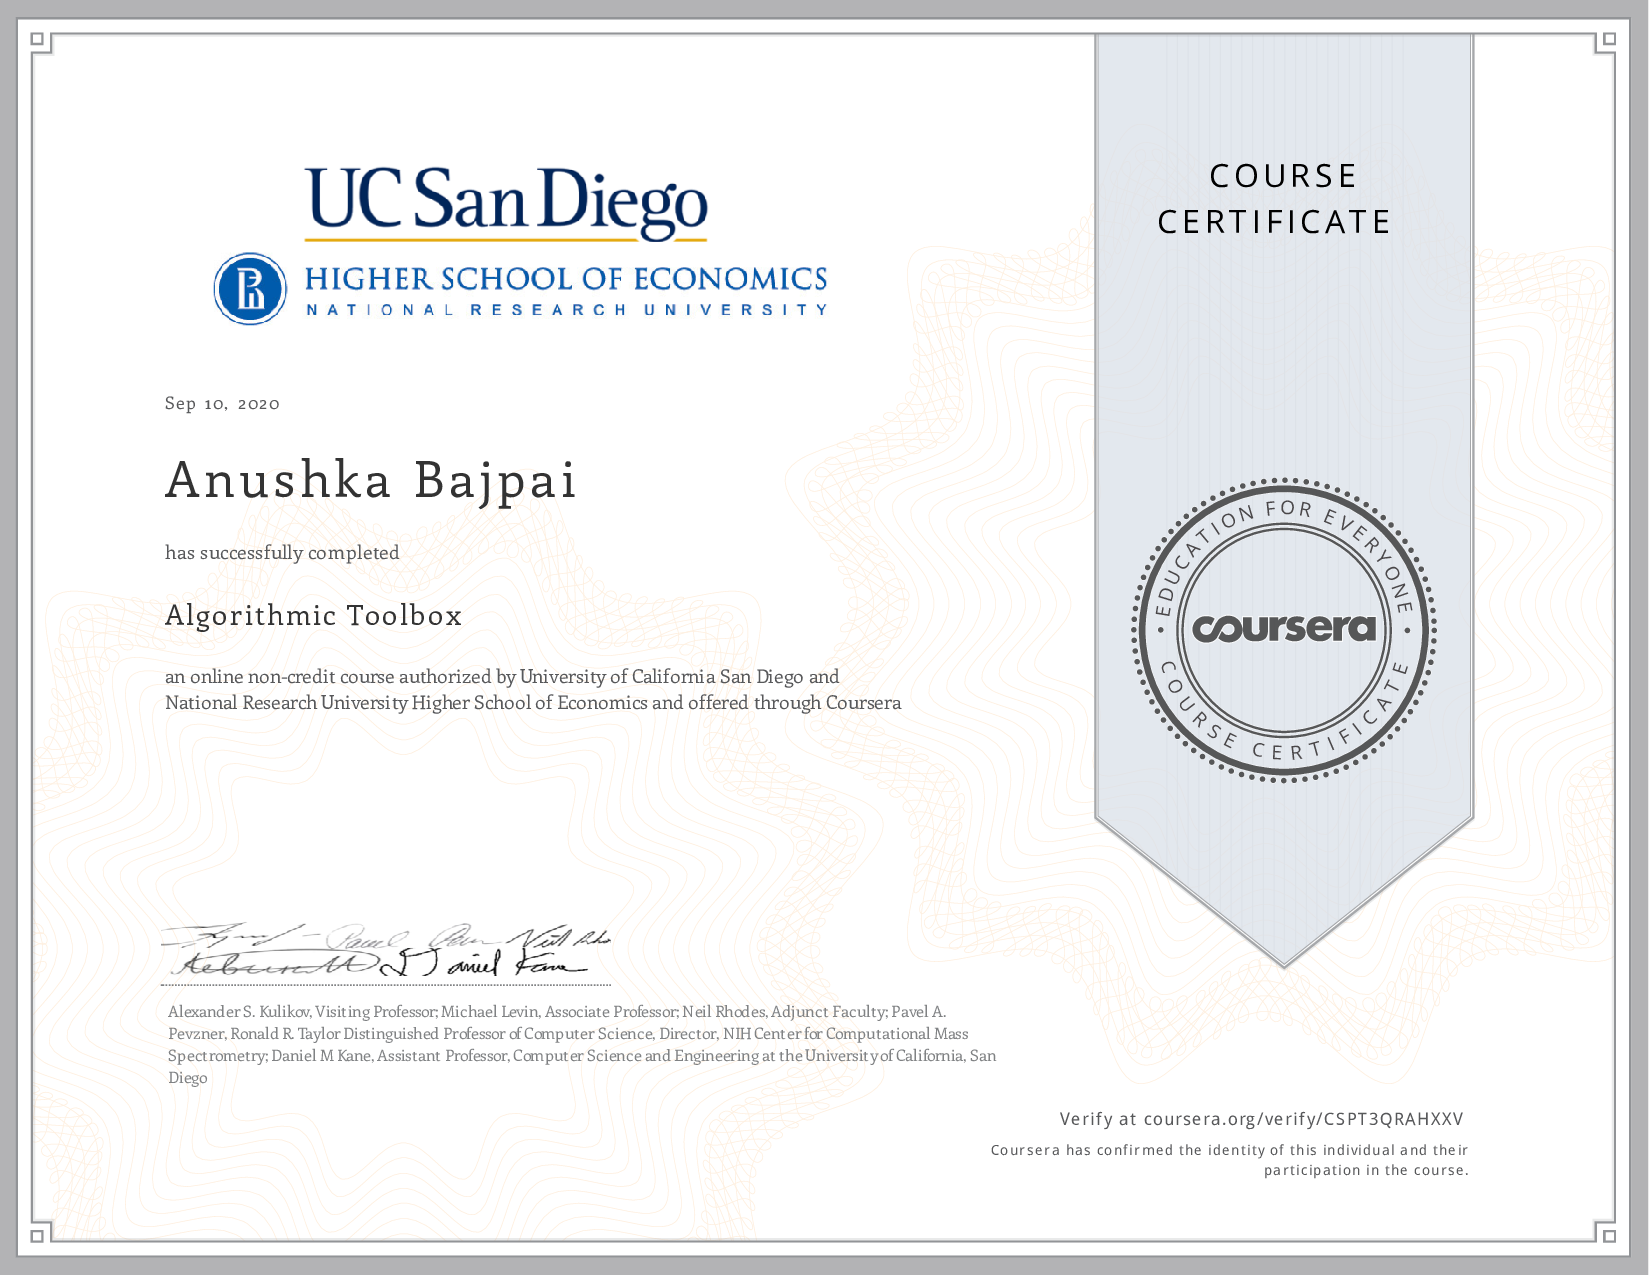 UC San Diego
HIGHER SCHOOL OF ECONOMICS
NATIONAL RESEARCH UNIVERSITY
COURSE
CERTIFICATE
Sep 10, 2020
Anushka Bajpai
has successfully completed
Algorithmic Toolbox
an online non-credit course authorized by University of California San Diego and
National Research University Higher School of Economics and offered through Coursera
EDUCATION FOR EVERYONE
coursera
COURSE CERTIFICATE
Daniel Kane
Alexander S. Kulikov, Visiting Professor; Michael Levin, Associate Professor; Neil Rhodes, Adjunct Faculty; Pavel A.
Pevzner, Ronald R. Taylor Distinguished Professor of Computer Science, Director, NIH Center for Computational Mass
Spectrometry; Daniel M Kane, Assistant Professor, Computer Science and Engineering at the University of California, San
Diego
Verify at coursera.org/verify/CSPT3QRAHXXV
Coursera has confirmed the identity of this individual and their
participation in the course.